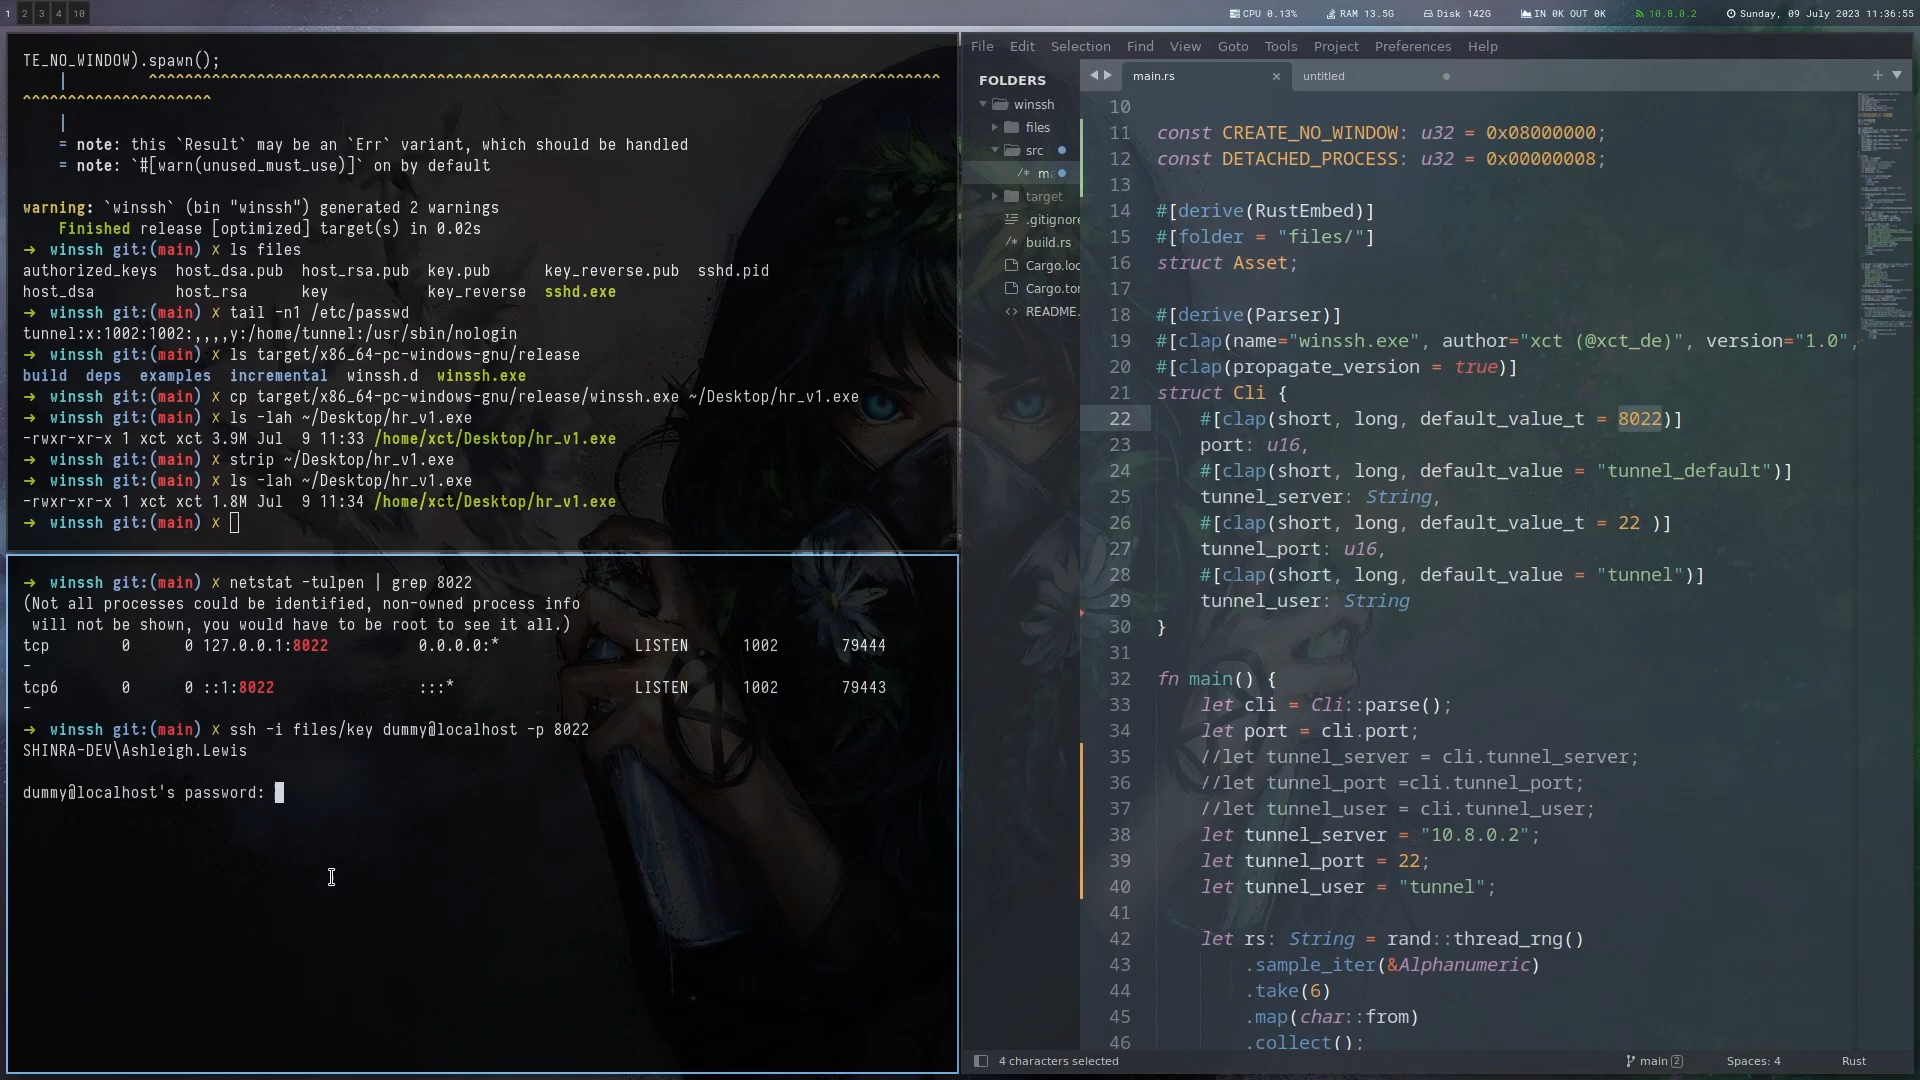 1 2 3 4 10
CPU 0.13% RAM 13.5G Disk 142G IN 0K OUT 0K 10.8.0.2 Sunday, 09 July 2023 11:36:55
TE_NO_WINDOW).spawn();
|         ^^^^^^^^^^^^^^^^^^^^^^^^^^^^^^^^^^^^^^^^^^^^^^^^^^^^^^^^^^^^^^^^^^^^^^^^^^^^^^^^^^^^^^^^
^^^^^^^^^^^^^^^^^^^^^
|
= note: this `Result` may be an `Err` variant, which should be handled
= note: `#[warn(unused_must_use)]` on by default
warning: `winssh` (bin "winssh") generated 2 warnings
Finished release [optimized] target(s) in 0.02s
➜ winssh git:(main) ✗ ls files
authorized_keys host_dsa.pub host_rsa.pub key.pub key_reverse.pub sshd.pid
host_dsa host_rsa key key_reverse sshd.exe
➜ winssh git:(main) ✗ tail -n1 /etc/passwd
tunnel:x:1002:1002:,,,,y:/home/tunnel:/usr/sbin/nologin
➜ winssh git:(main) ✗ ls target/x86_64-pc-windows-gnu/release
build deps examples incremental winssh.d winssh.exe
➜ winssh git:(main) ✗ cp target/x86_64-pc-windows-gnu/release/winssh.exe ~/Desktop/hr_v1.exe
➜ winssh git:(main) ✗ ls -lah ~/Desktop/hr_v1.exe
-rwxr-xr-x 1 xct xct 3.9M Jul 9 11:33 /home/xct/Desktop/hr_v1.exe
➜ winssh git:(main) ✗ strip ~/Desktop/hr_v1.exe
➜ winssh git:(main) ✗ ls -lah ~/Desktop/hr_v1.exe
-rwxr-xr-x 1 xct xct 1.8M Jul 9 11:34 /home/xct/Desktop/hr_v1.exe
➜ winssh git:(main) ✗
➜ winssh git:(main) ✗ netstat -tulpen | grep 8022
(Not all processes could be identified, non-owned process info
will not be shown, you would have to be root to see it all.)
tcp 0 0 127.0.0.1:8022 0.0.0.0:* LISTEN 1002 79444
-
tcp6 0 0 ::1:8022 :::* LISTEN 1002 79443
-
➜ winssh git:(main) ✗ ssh -i files/key dummy@localhost -p 8022
SHINRA-DEV\Ashleigh.Lewis
dummy@localhost's password:
File Edit Selection Find View Goto Tools Project Preferences Help
FOLDERS
winssh
files
src
/* ma
target
.gitignore
/* build.rs
Cargo.loc
Cargo.tor
<> README.
main.rs × untitled
10
11 const CREATE_NO_WINDOW: u32 = 0x08000000;
12 const DETACHED_PROCESS: u32 = 0x00000008;
13
14 #[derive(RustEmbed)]
15 #[folder = "files/"]
16 struct Asset;
17
18 #[derive(Parser)]
19 #[clap(name="winssh.exe", author="xct (@xct_de)", version="1.0",
20 #[clap(propagate_version = true)]
21 struct Cli {
22 #[clap(short, long, default_value_t = 8022)]
23 port: u16,
24 #[clap(short, long, default_value = "tunnel_default")]
25 tunnel_server: String,
26 #[clap(short, long, default_value_t = 22 )]
27 tunnel_port: u16,
28 #[clap(short, long, default_value = "tunnel")]
29 tunnel_user: String
30 }
31
32 fn main() {
33 let cli = Cli::parse();
34 let port = cli.port;
35 //let tunnel_server = cli.tunnel_server;
36 //let tunnel_port =cli.tunnel_port;
37 //let tunnel_user = cli.tunnel_user;
38 let tunnel_server = "10.8.0.2";
39 let tunnel_port = 22;
40 let tunnel_user = "tunnel";
41
42 let rs: String = rand::thread_rng()
43 .sample_iter(&Alphanumeric)
44 .take(6)
45 .map(char::from)
46 .collect();
4 characters selected main 2 Spaces: 4 Rust